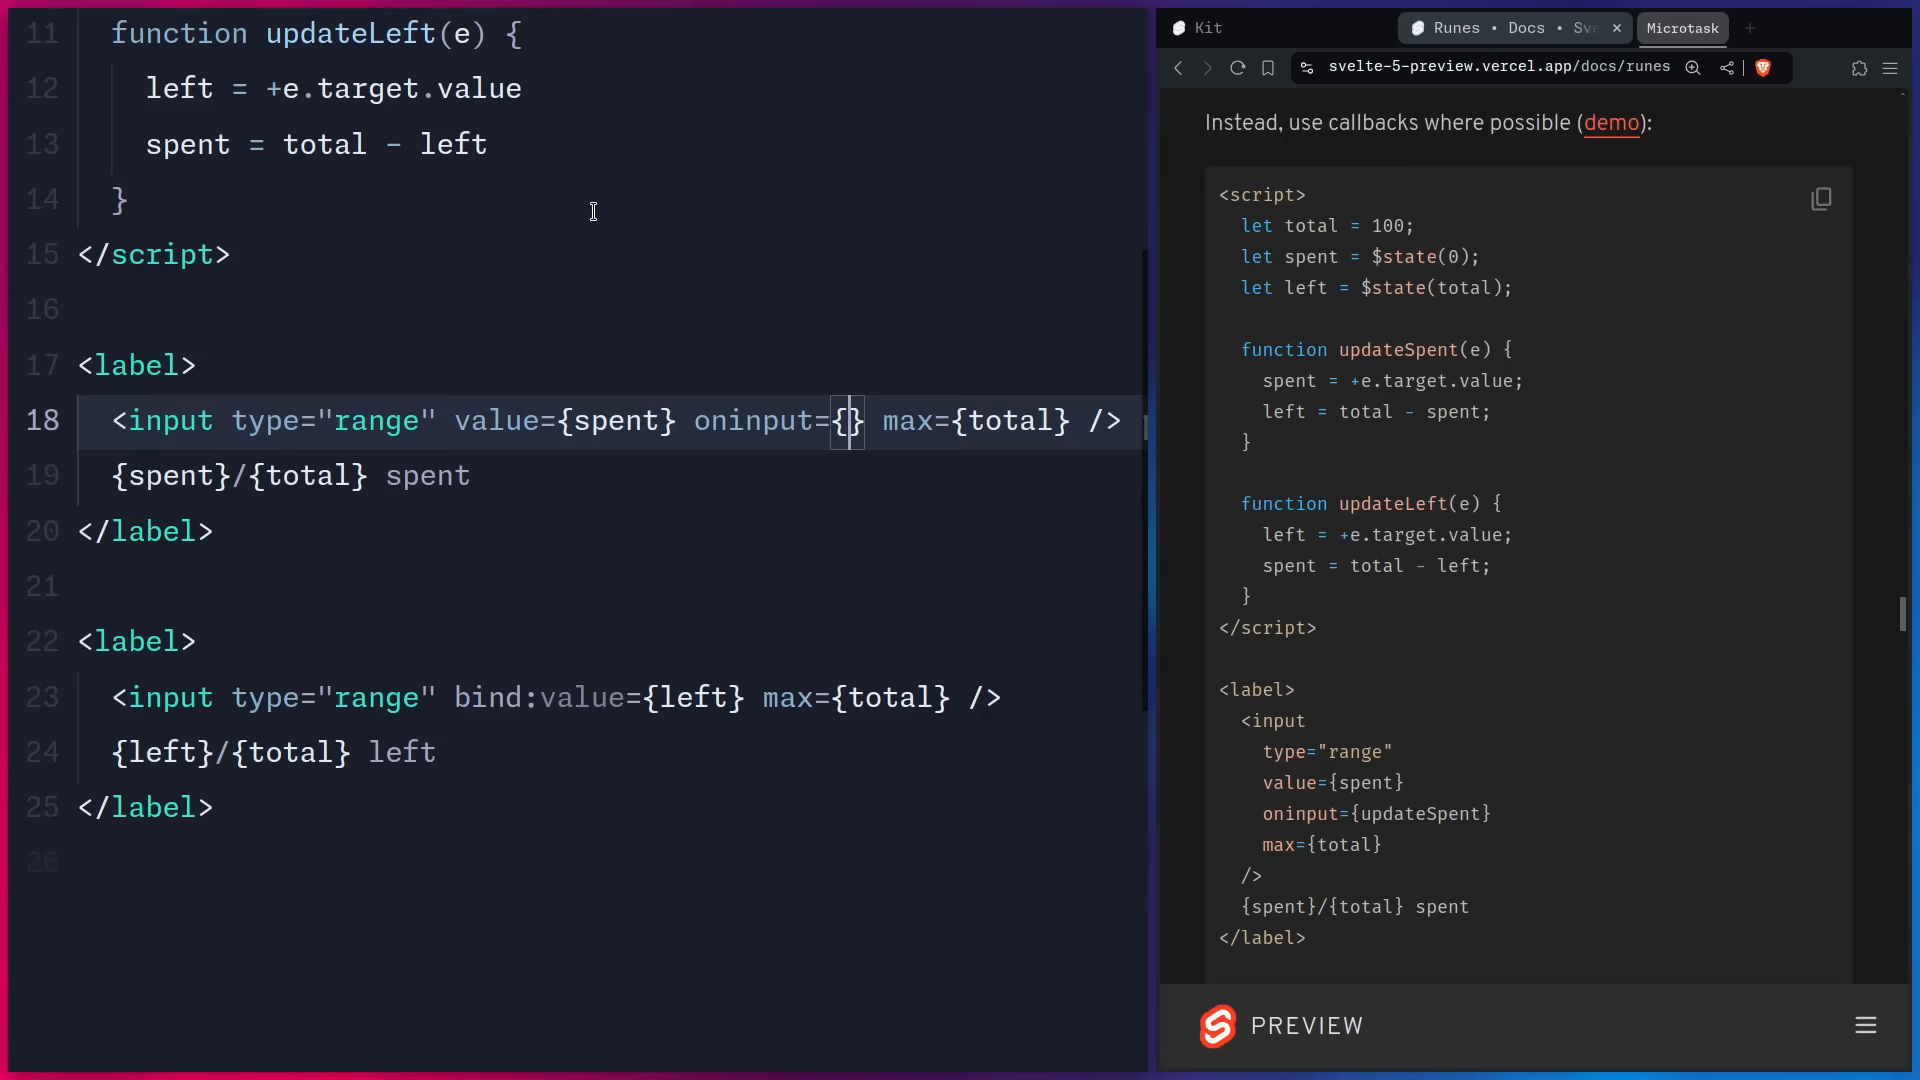 11 function updateLeft(e) {
12 left = +e.target.value
13 spent = total - left
14 }
15 </script>
16
17 <label>
18 <input type="range" value={spent} oninput={} max={total} />
19 {spent}/{total} spent
20 </label>
21
22 <label>
23 <input type="range" bind:value={left} max={total} />
24 {left}/{total} left
25 </label>
26
Kit
Runes • Docs • Sve
Microtask
svelte-5-preview.vercel.app/docs/runes
Instead, use callbacks where possible (demo):
<script>
let total = 100;
let spent = $state(0);
let left = $state(total);
function updateSpent(e) {
spent = +e.target.value;
left = total - spent;
}
function updateLeft(e) {
left = +e.target.value;
spent = total - left;
}
</script>
<label>
<input
type="range"
value={spent}
oninput={updateSpent}
max={total}
/>
{spent}/{total} spent
</label>
PREVIEW